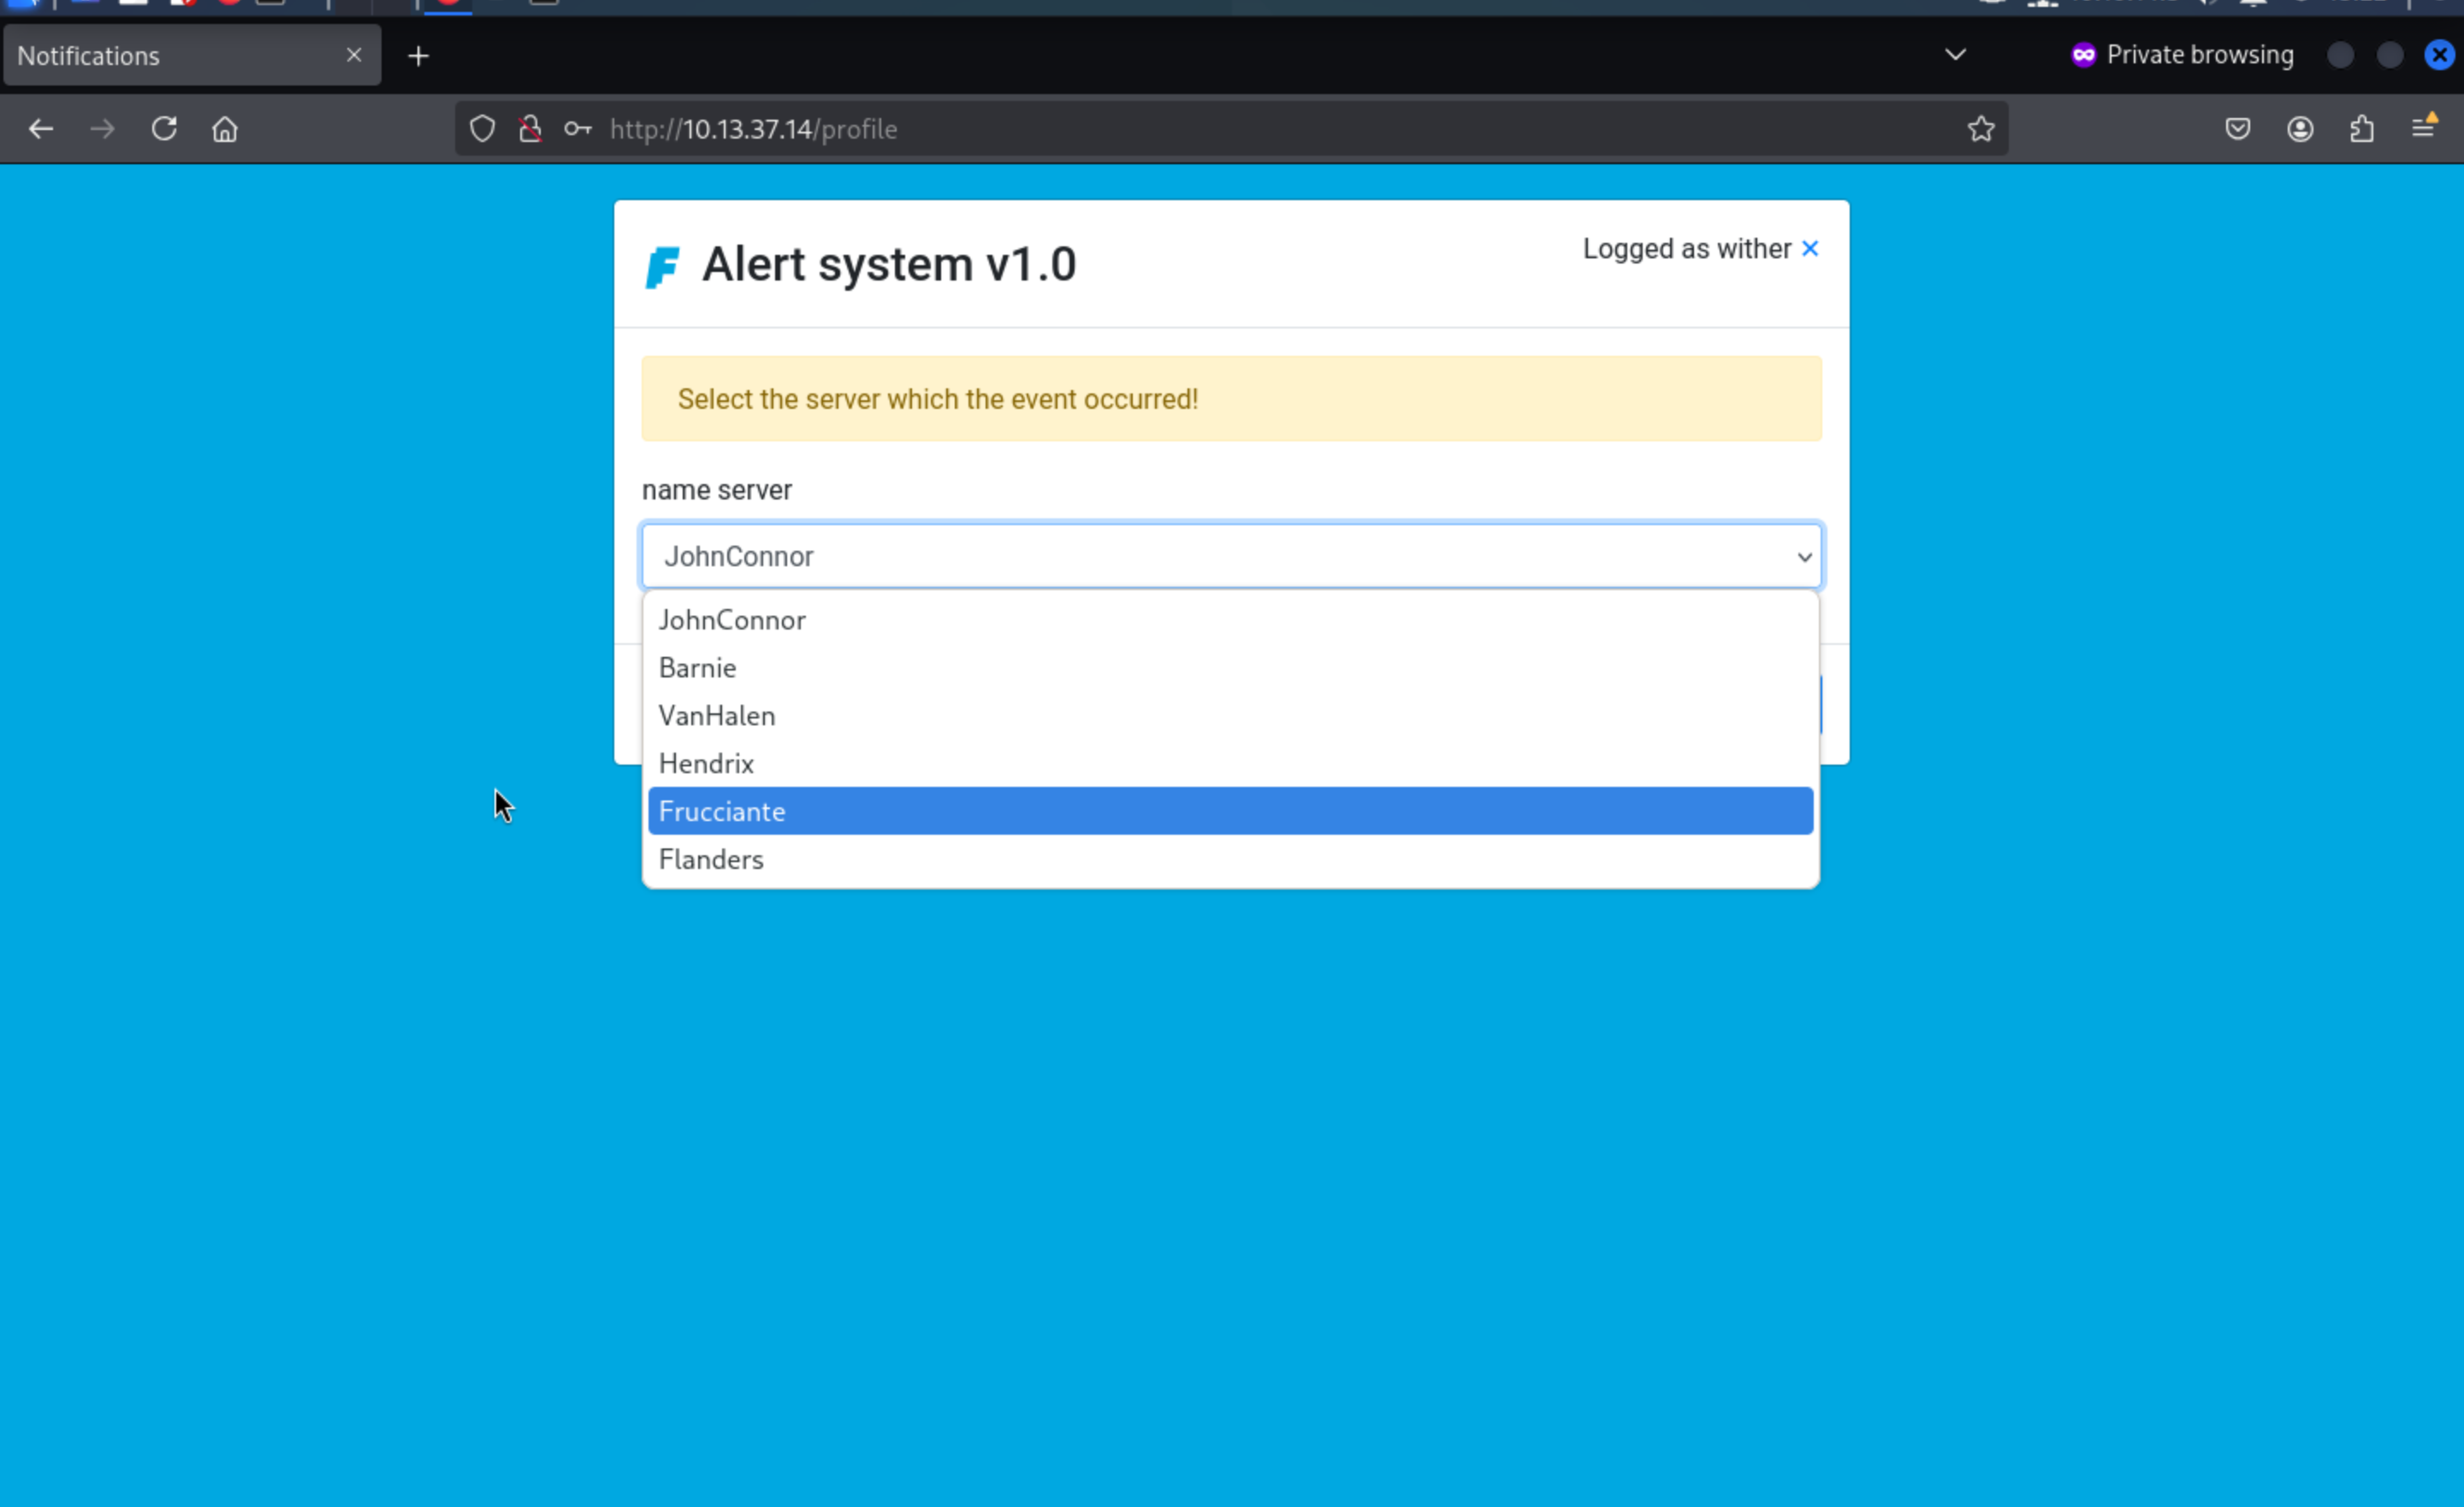 Notifications
Private browsing
http://10.13.37.14/profile
Alert system v1.0
Logged as wither
Select the server which the event occurred!
name server
JohnConnor
JohnConnor
Barnie
VanHalen
Hendrix
Frucciante
Flanders